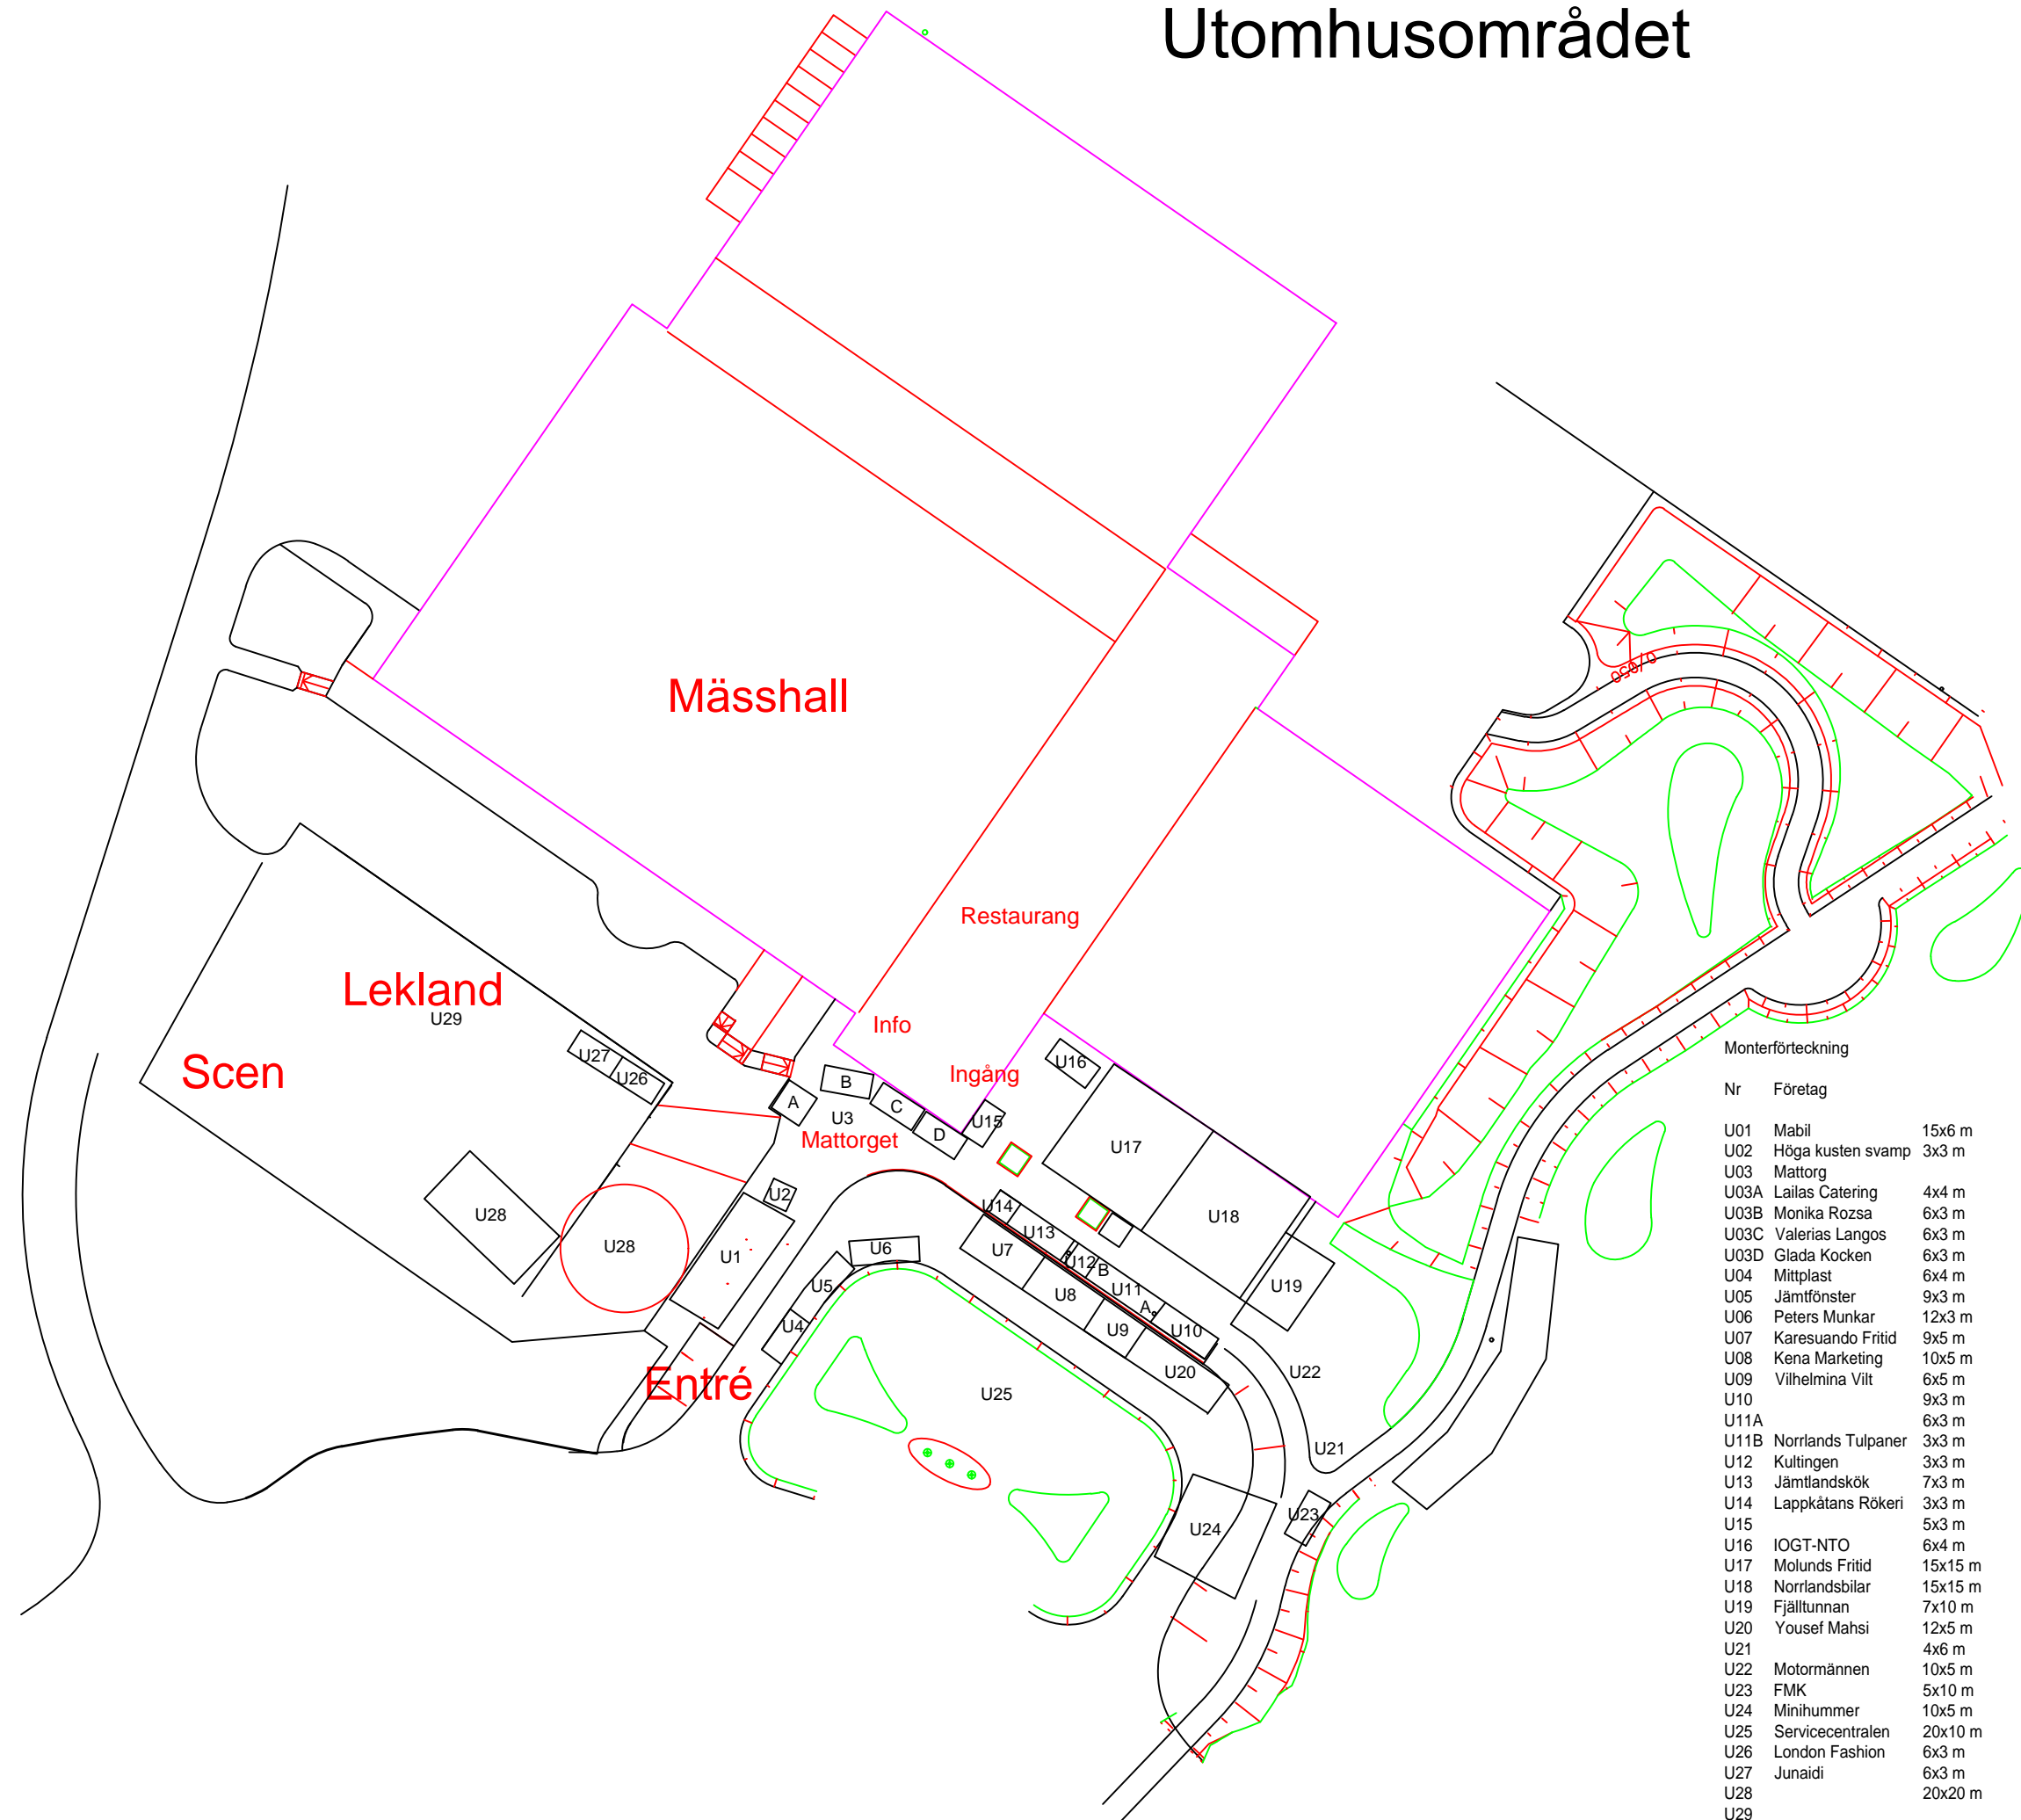 Utomhusområdet
Mässhall
0/050
Restaurang
Lekland
U29
Info
Scen
Ingång
U27
U26
U16
A
B
C
D
U3
U15
Mattorget
U17
U2
U28
U28
U1
U6
U5
U4
U14
U13
U7
U12
B
U11
A
U8
U9
U10
U20
U18
U19
U22
Entré
U25
U21
U24
U23
Monterförteckning
Nr Företag
U01 Mabil 15x6 m
U02 Höga kusten svamp 3x3 m
U03 Mattorg
U03A Lailas Catering 4x4 m
U03B Monika Rozsa 6x3 m
U03C Valerias Langos 6x3 m
U03D Glada Kocken 6x3 m
U04 Mittplast 6x4 m
U05 Jämtfönster 9x3 m
U06 Peters Munkar 12x3 m
U07 Karesuando Fritid 9x5 m
U08 Kena Marketing 10x5 m
U09 Vilhelmina Vilt 6x5 m
U10 9x3 m
U11A 6x3 m
U11B Norrlands Tulpaner 3x3 m
U12 Kultingen 3x3 m
U13 Jämtlandskök 7x3 m
U14 Lappkåtans Rökeri 3x3 m
U15 5x3 m
U16 IOGT-NTO 6x4 m
U17 Molunds Fritid 15x15 m
U18 Norrlandsbilar 15x15 m
U19 Fjälltunnan 7x10 m
U20 Yousef Mahsi 12x5 m
U21 4x6 m
U22 Motormännen 10x5 m
U23 FMK 5x10 m
U24 Minihummer 10x5 m
U25 Servicecentralen 20x10 m
U26 London Fashion 6x3 m
U27 Junaidi 6x3 m
U28 20x20 m
U29